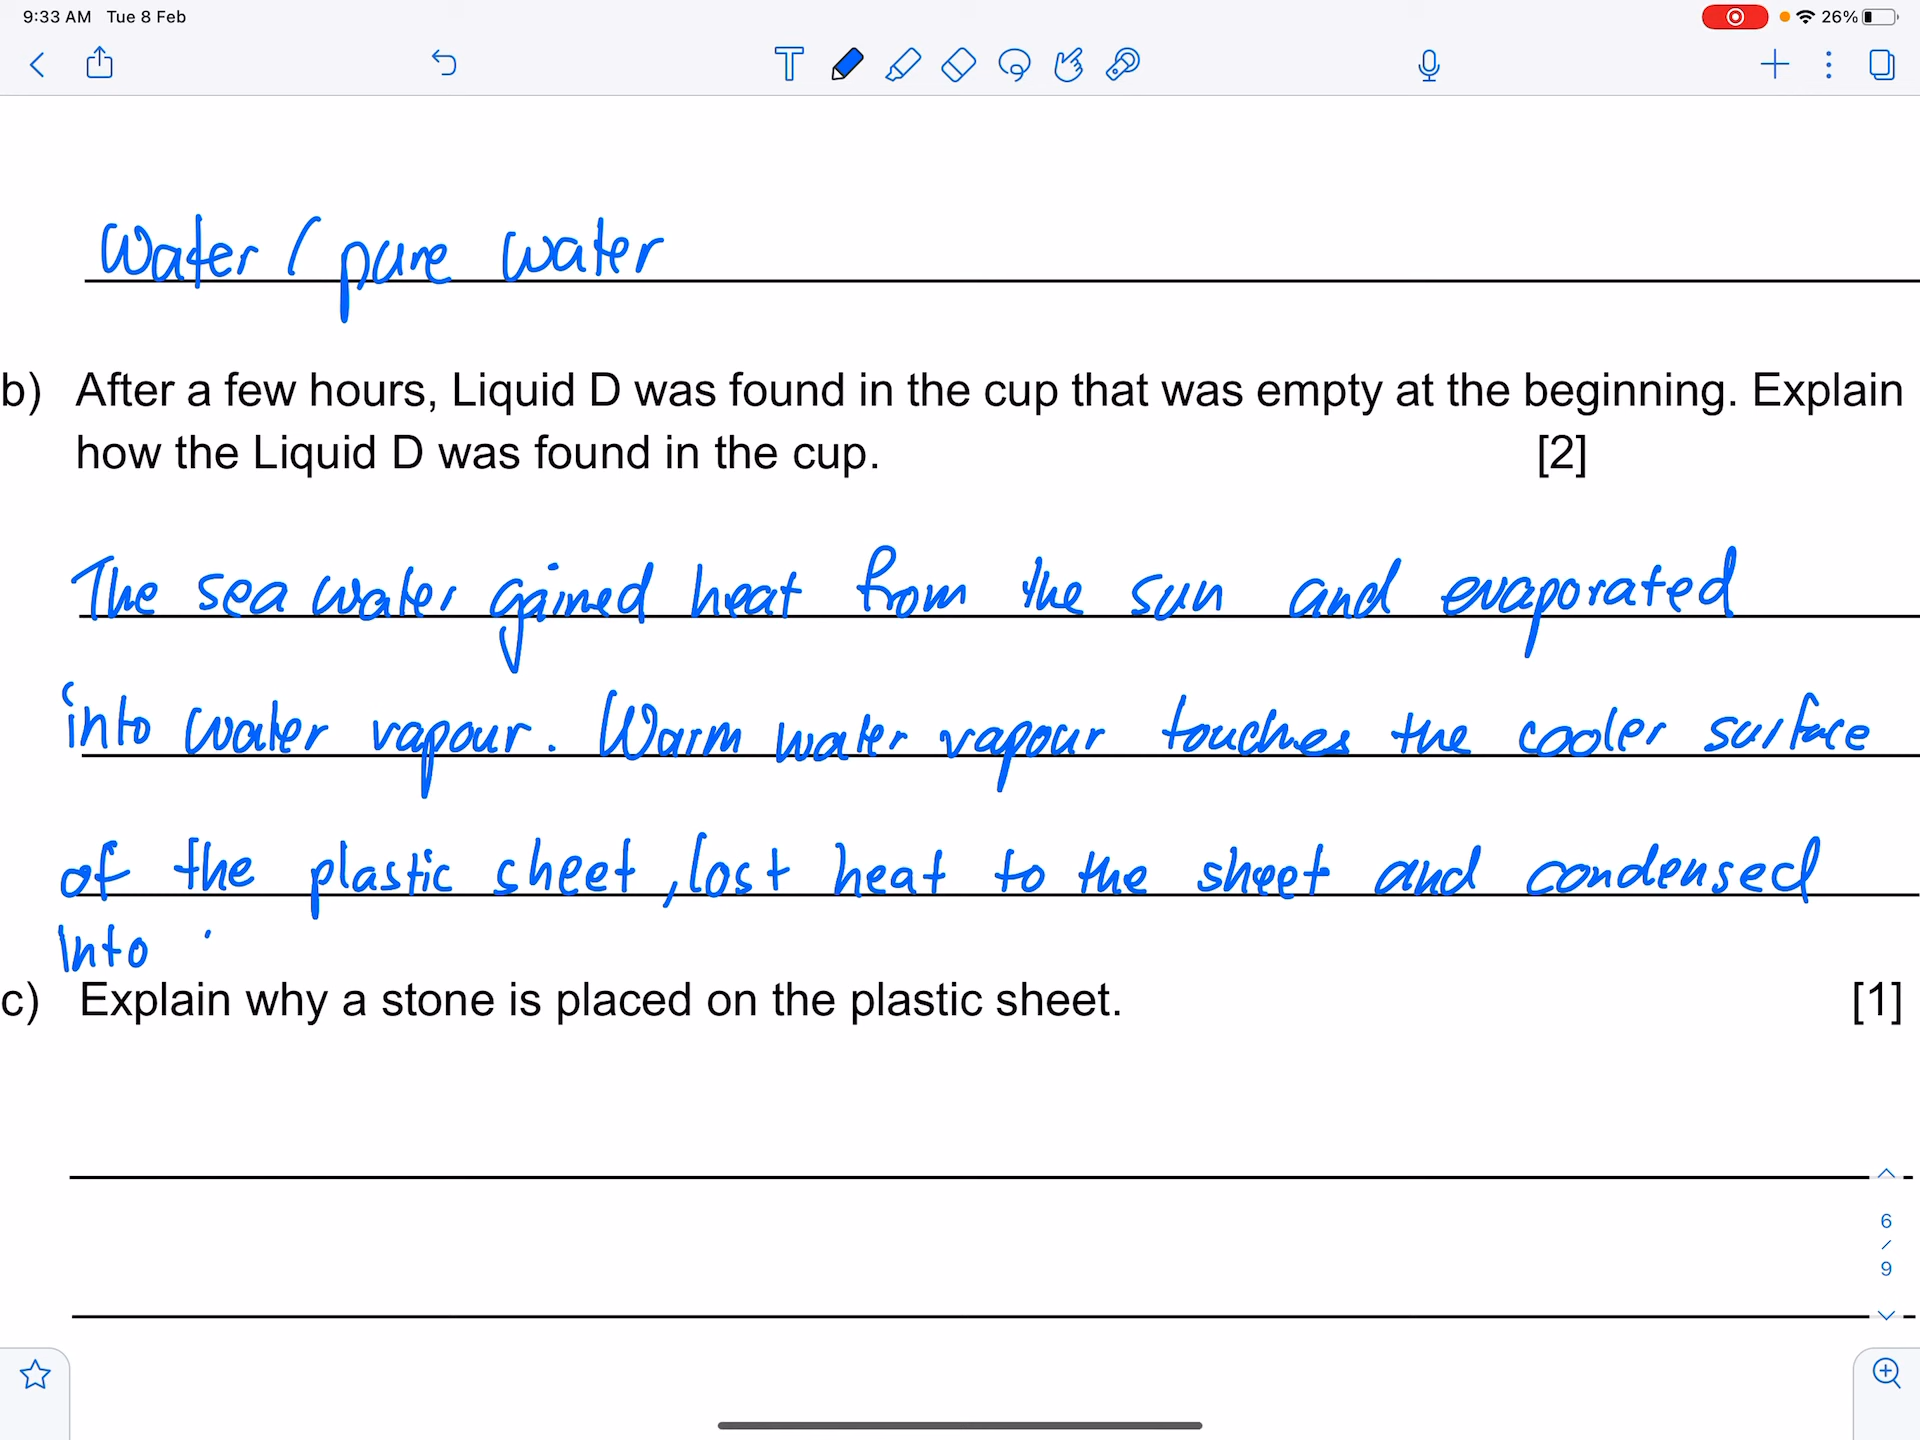 9:33 AM Tue 8 Feb 26%
T
Water / pure water
b) After a few hours, Liquid D was found in the cup that was empty at the beginning. Explain
how the Liquid D was found in the cup. [2]
The sea water gained heat from the sun and evaporated
into water vapour. Warm water vapour touches the cooler surface
of the plastic sheet, lost heat to the sheet and condensed
into
c) Explain why a stone is placed on the plastic sheet. [1]
6
/
9